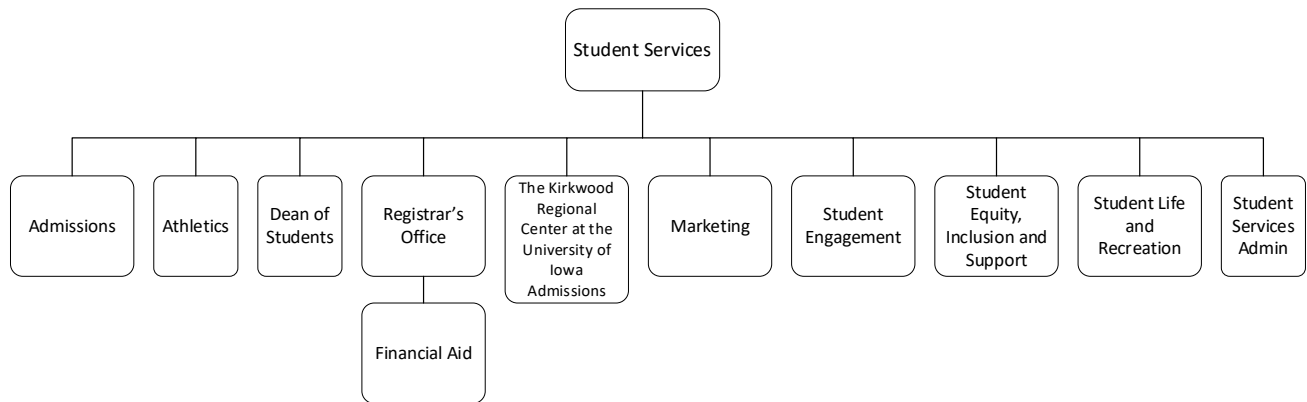 Student Services
Admissions
Athletics
Dean of
Students
Registrar’s
Office
The Kirkwood
Regional
Center at the
University of
Iowa
Admissions
Marketing
Student
Engagement
Student
Equity,
Inclusion and
Support
Student Life
and
Recreation
Student
Services
Admin
Financial Aid